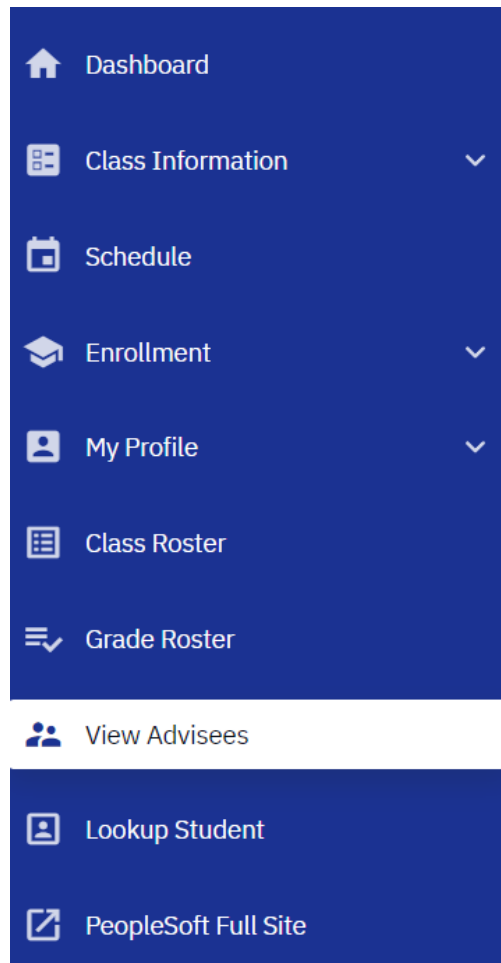 Dashboard
Class Information
Schedule
Enrollment
My Profile
Class Roster
Grade Roster
View Advisees
Lookup Student
PeopleSoft Full Site